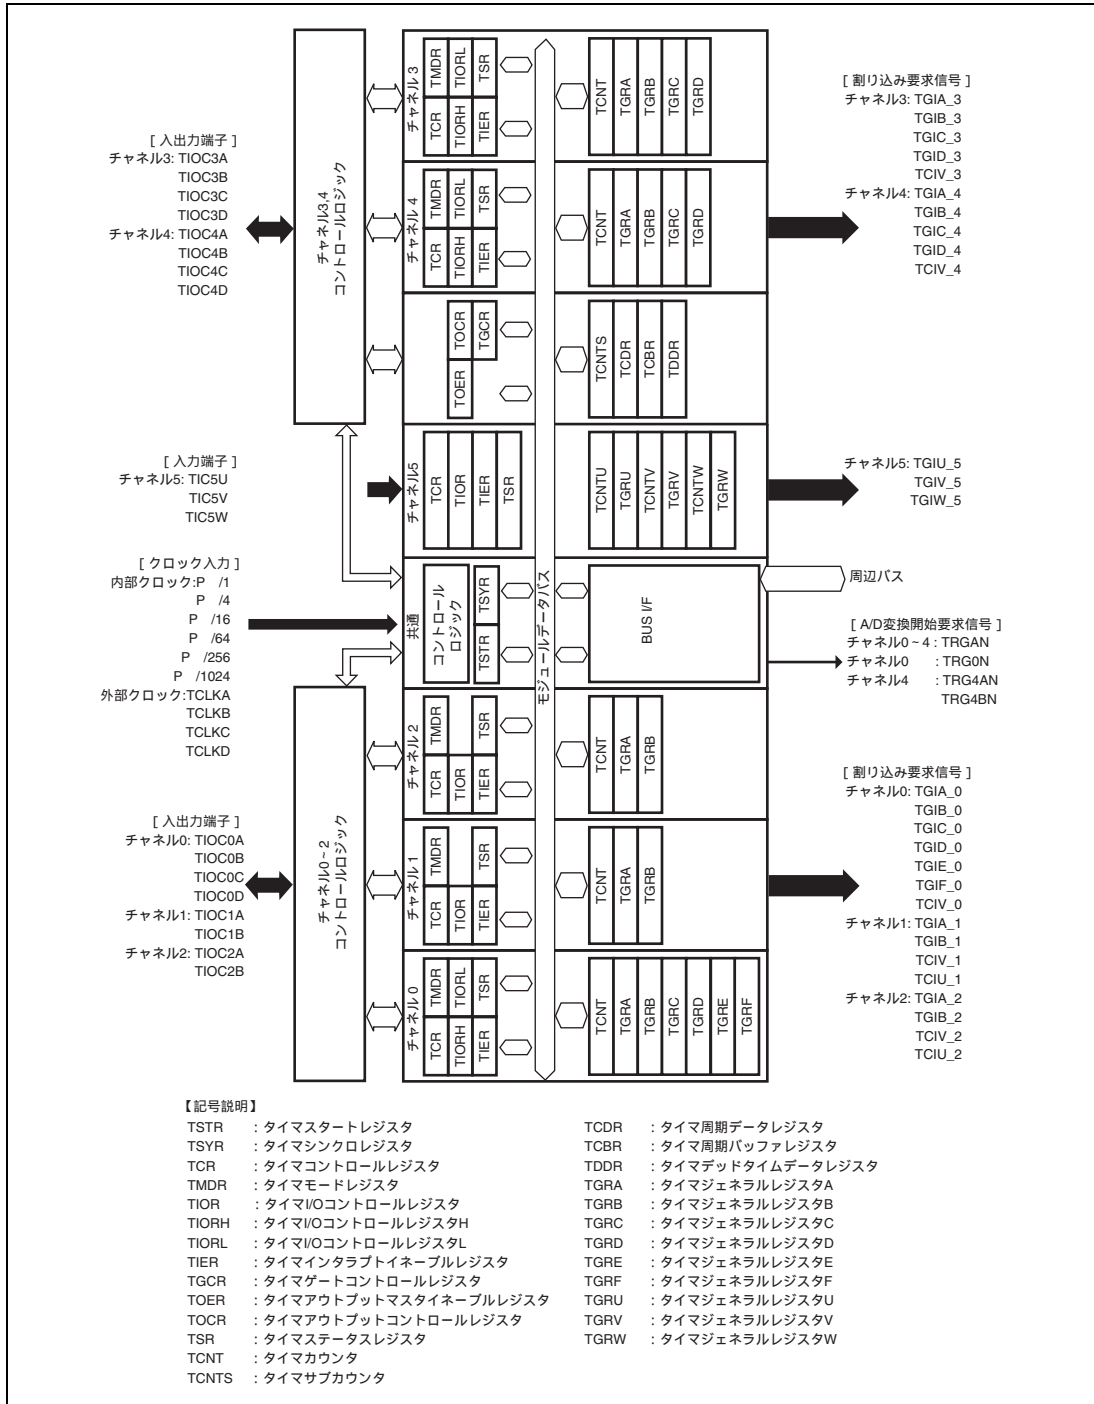 [ 入出力端子 ]
チャネル3: TIOC3A
TIOC3B
TIOC3C
TIOC3D
チャネル4: TIOC4A
TIOC4B
TIOC4C
TIOC4D
[ 入力端子 ]
チャネル5: TIC5U
TIC5V
TIC5W
[ クロック入力 ]
内部クロック:P /1
P /4
P /16
P /64
P /256
P /1024
外部クロック:TCLKA
TCLKB
TCLKC
TCLKD
[ 入出力端子 ]
チャネル0: TIOC0A
TIOC0B
TIOC0C
TIOC0D
チャネル1: TIOC1A
TIOC1B
チャネル2: TIOC2A
TIOC2B
チャネル3,4
コントロールロジック
チャネル0~2
コントロールロジック
チャネル3
TMDR TIORL TSR
TCR TIORH TIER
TCNT TGRA TGRB TGRC TGRD
チャネル4
TMDR TIORL TSR
TCR TIORH TIER
TCNT TGRA TGRB TGRC TGRD
TOCR TGCR
TOER
TCNTS TCDR TCBR TDDR
チャネル5
TCR TIOR TIER TSR
TCNTU TGRU TCNTV TGRV TCNTW TGRW
共通
コントロール
ロジック
TSYR
TSTR
モジュールデータバス
BUS I/F
チャネル2
TMDR TSR
TCR TIOR TIER
TCNT TGRA TGRB
チャネル1
TMDR TSR
TCR TIOR TIER
TCNT TGRA TGRB
チャネル0
TMDR TIORL TSR
TCR TIORH TIER
TCNT TGRA TGRB TGRC TGRD TGRE TGRF
[ 割り込み要求信号 ]
チャネル3: TGIA_3
TGIB_3
TGIC_3
TGID_3
TCIV_3
チャネル4: TGIA_4
TGIB_4
TGIC_4
TGID_4
TCIV_4
チャネル5: TGIU_5
TGIV_5
TGIW_5
周辺バス
[ A/D変換開始要求信号 ]
チャネル0~4 : TRGAN
チャネル0 : TRG0N
チャネル4 : TRG4AN
TRG4BN
[ 割り込み要求信号 ]
チャネル0: TGIA_0
TGIB_0
TGIC_0
TGID_0
TGIE_0
TGIF_0
TCIV_0
チャネル1: TGIA_1
TGIB_1
TCIV_1
TCIU_1
チャネル2: TGIA_2
TGIB_2
TCIV_2
TCIU_2
【記号説明】
TSTR : タイマスタートレジスタ
TSYR : タイマシンクロレジスタ
TCR : タイマコントロールレジスタ
TMDR : タイマモードレジスタ
TIOR : タイマI/Oコントロールレジスタ
TIORH : タイマI/OコントロールレジスタH
TIORL : タイマI/OコントロールレジスタL
TIER : タイマインタラプトイネーブルレジスタ
TGCR : タイマゲートコントロールレジスタ
TOER : タイマアウトプットマスタイネーブルレジスタ
TOCR : タイマアウトプットコントロールレジスタ
TSR : タイマステータスレジスタ
TCNT : タイマカウンタ
TCNTS : タイマサブカウンタ
TCDR : タイマ周期データレジスタ
TCBR : タイマ周期バッファレジスタ
TDDR : タイマデッドタイムデータレジスタ
TGRA : タイマジェネラルレジスタA
TGRB : タイマジェネラルレジスタB
TGRC : タイマジェネラルレジスタC
TGRD : タイマジェネラルレジスタD
TGRE : タイマジェネラルレジスタE
TGRF : タイマジェネラルレジスタF
TGRU : タイマジェネラルレジスタU
TGRV : タイマジェネラルレジスタV
TGRW : タイマジェネラルレジスタW